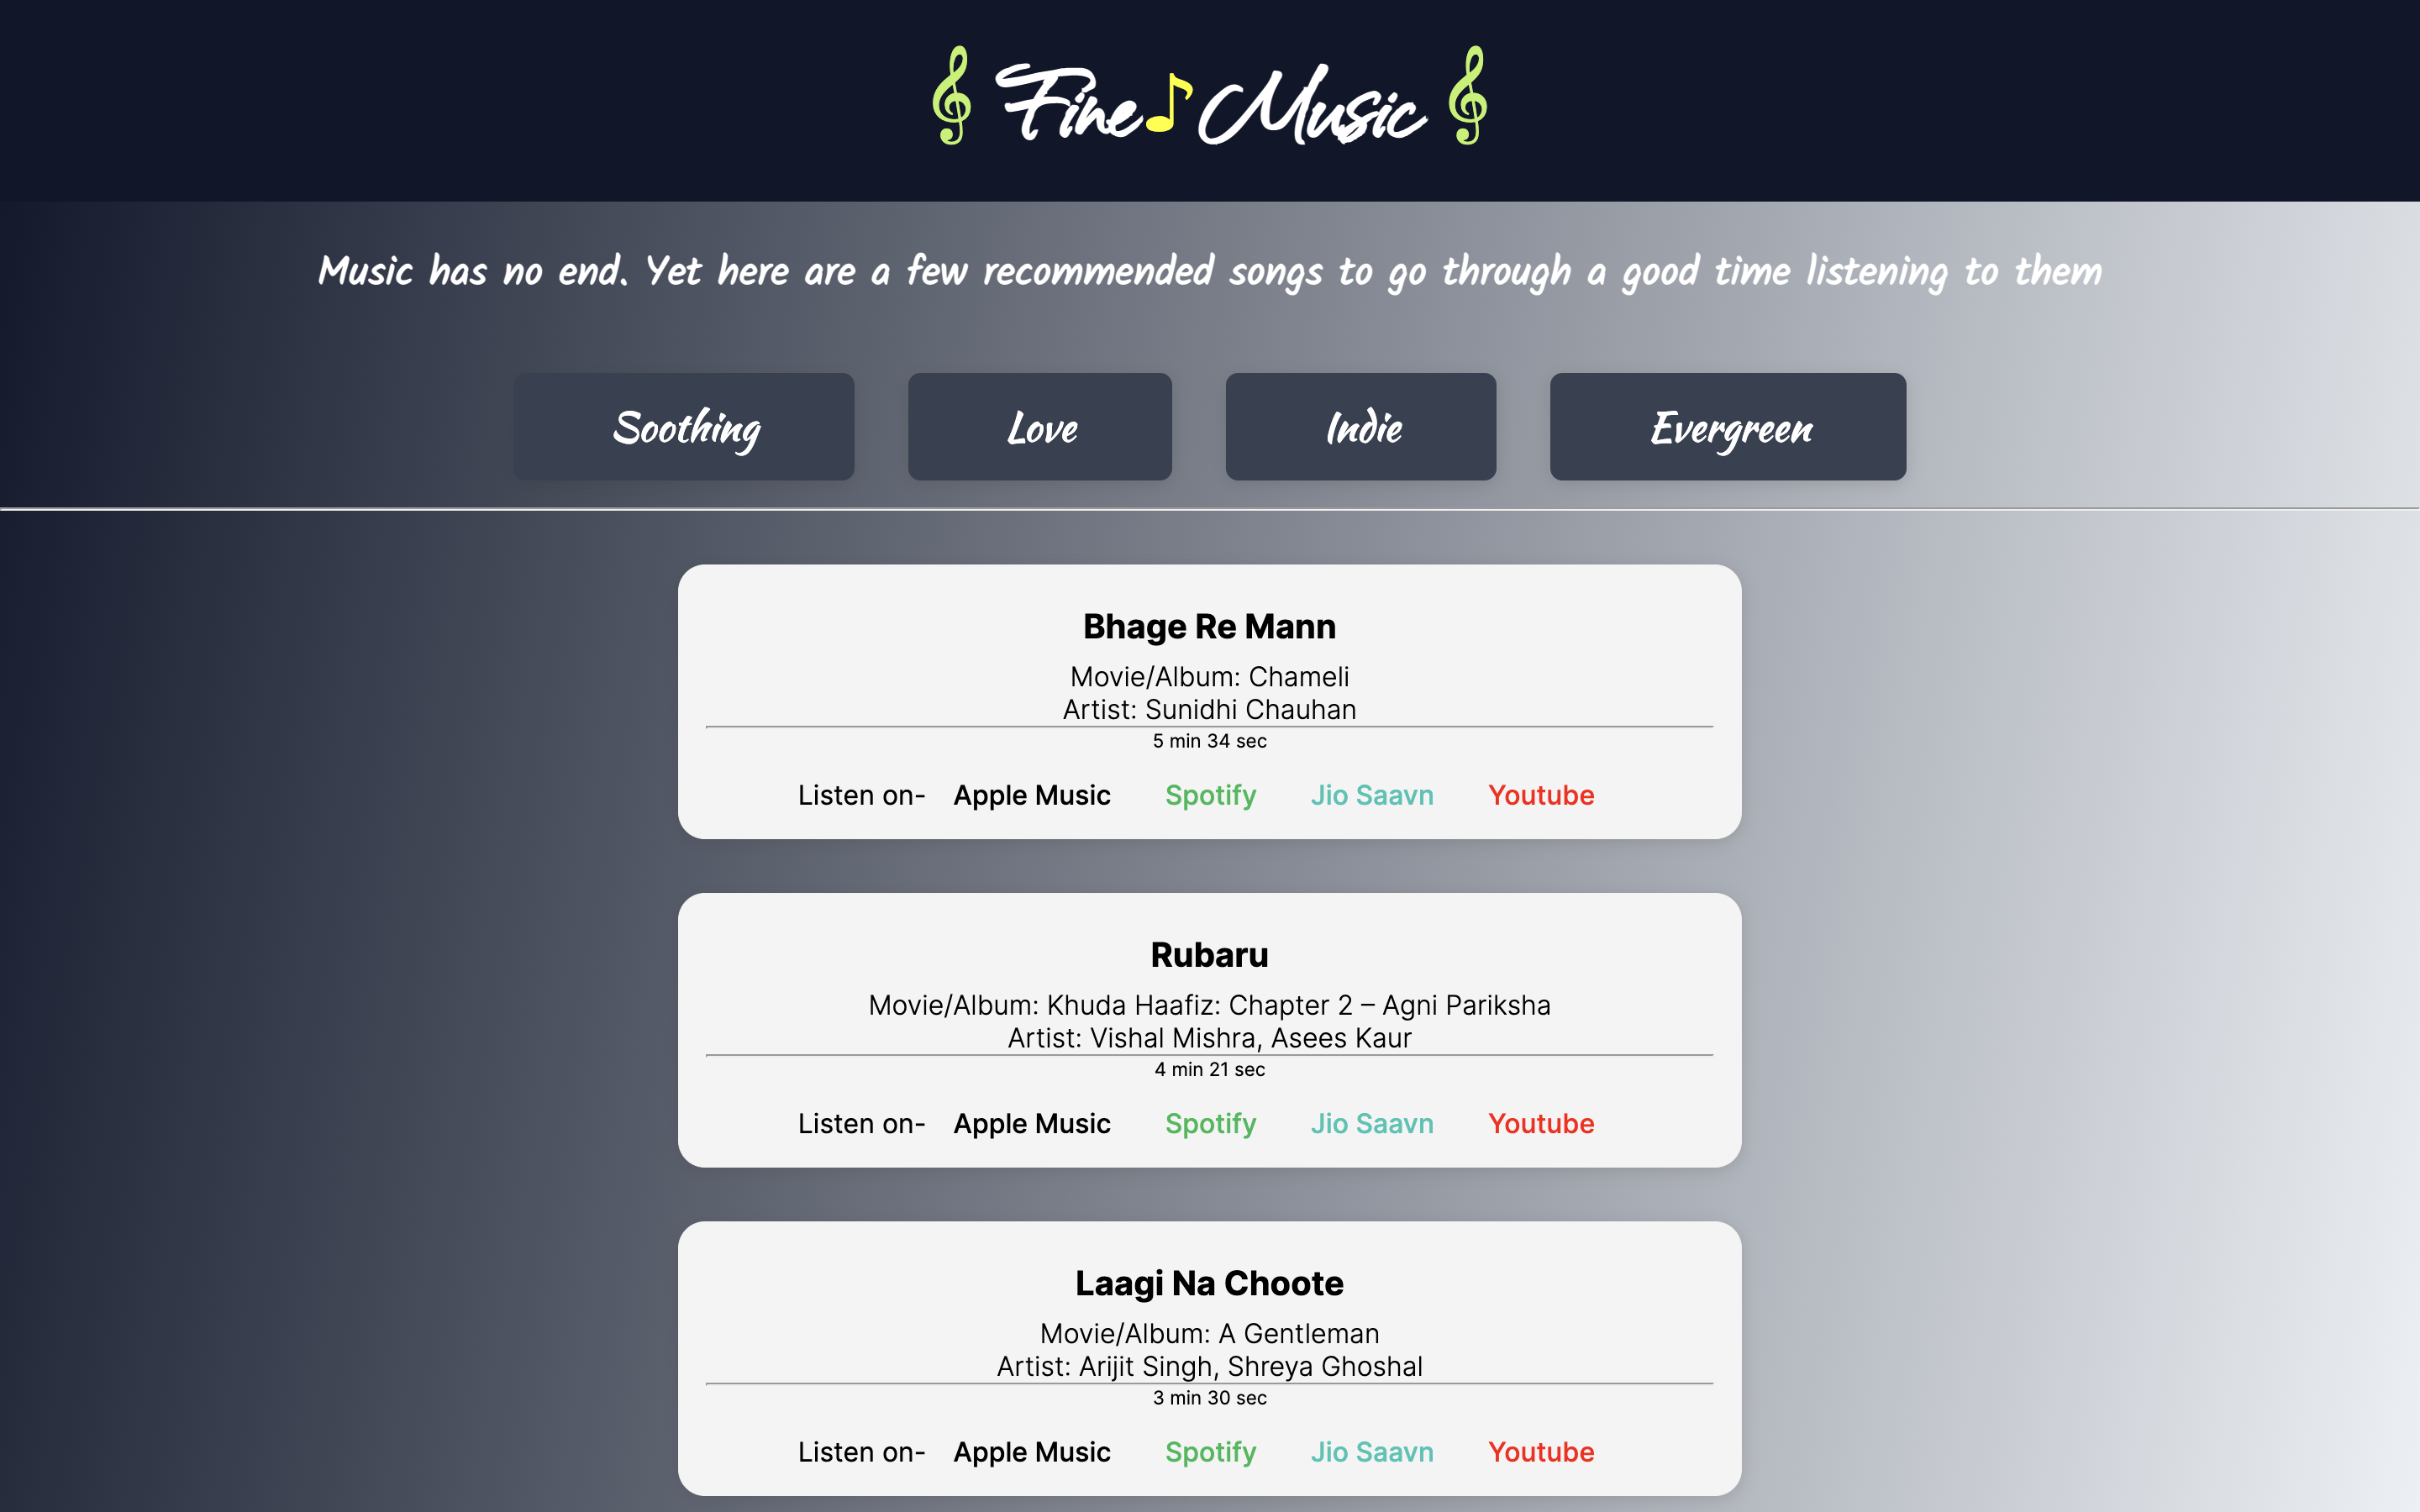 Fine Music
Music has no end. Yet here are a few recommended songs to go through a good time listening to them
Soothing Love Indie Evergreen
Bhage Re Mann
Movie/Album: Chameli
Artist: Sunidhi Chauhan
5 min 34 sec
Listen on- Apple Music Spotify Jio Saavn Youtube
Rubaru
Movie/Album: Khuda Haafiz: Chapter 2 – Agni Pariksha
Artist: Vishal Mishra, Asees Kaur
4 min 21 sec
Listen on- Apple Music Spotify Jio Saavn Youtube
Laagi Na Choote
Movie/Album: A Gentleman
Artist: Arijit Singh, Shreya Ghoshal
3 min 30 sec
Listen on- Apple Music Spotify Jio Saavn Youtube